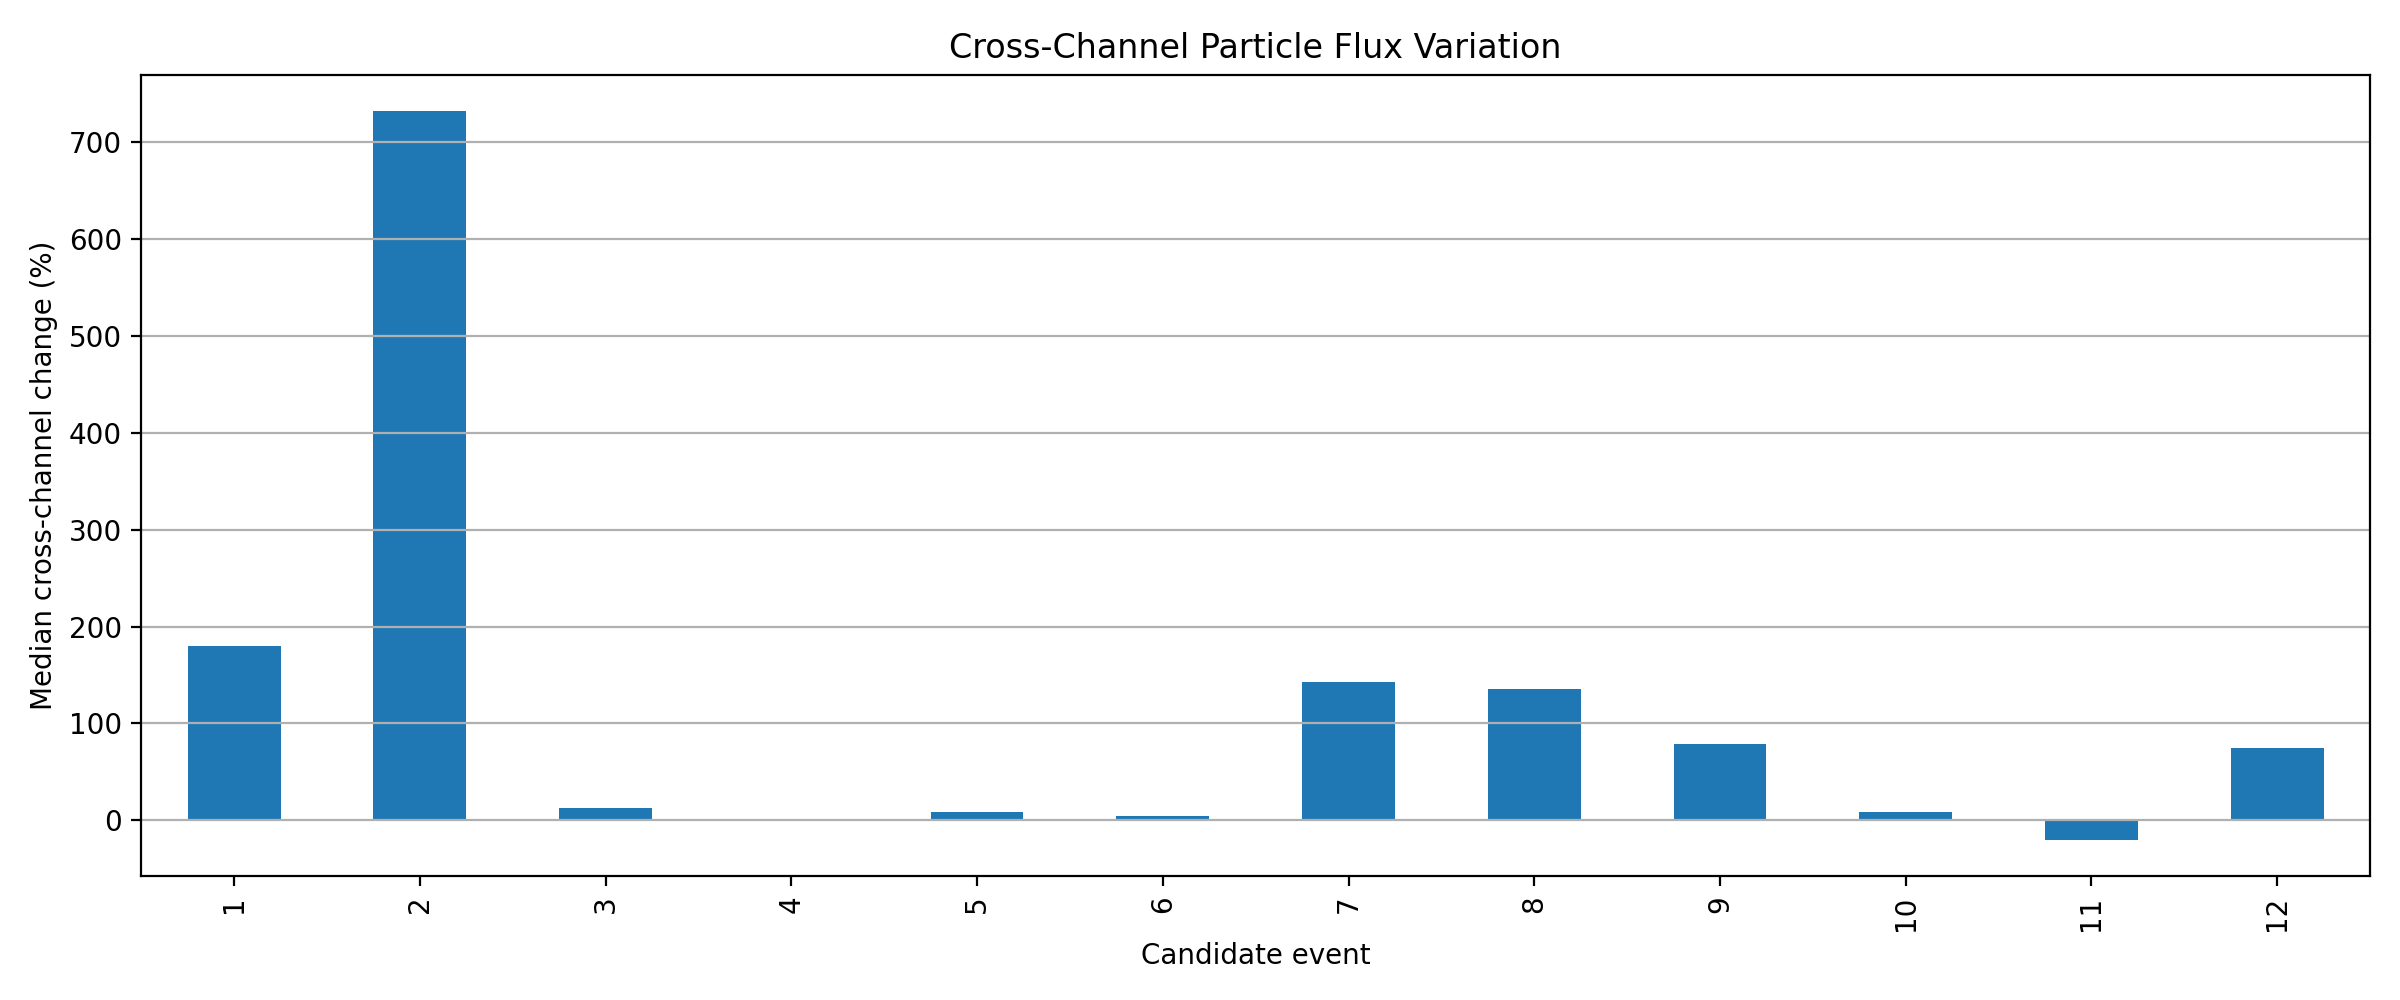 Cross-Channel Particle Flux Variation
Median cross-channel change (%)
700
600
500
400
300
200
100
0
1 2 3 4 5 6 7 8 9 10 11 12
Candidate event